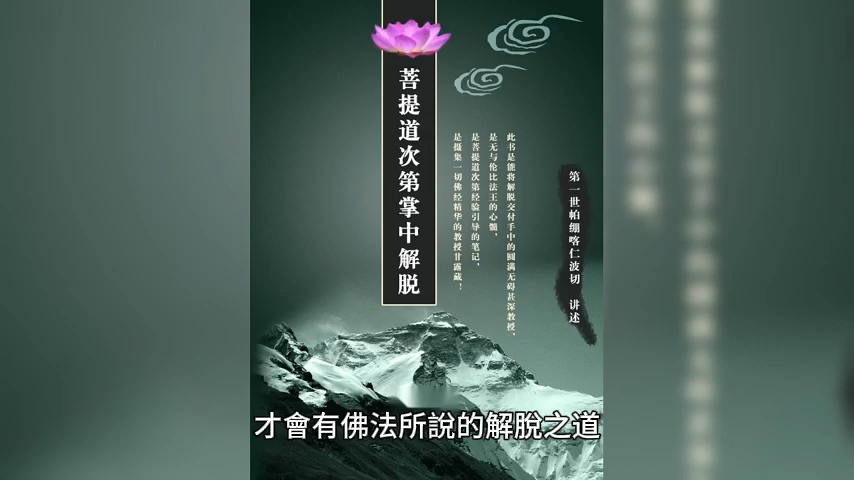 菩提道次第掌中解脱
第一世帕绷喀仁波切 讲述
此书是能将解脱交付手中的圆满无碍甚深教授，
是无与伦比法王的心髓，
是菩提道次第经验引导的笔记，
是摄集一切佛经精华的教授甘露藏！
才會有佛法所說的解脫之道